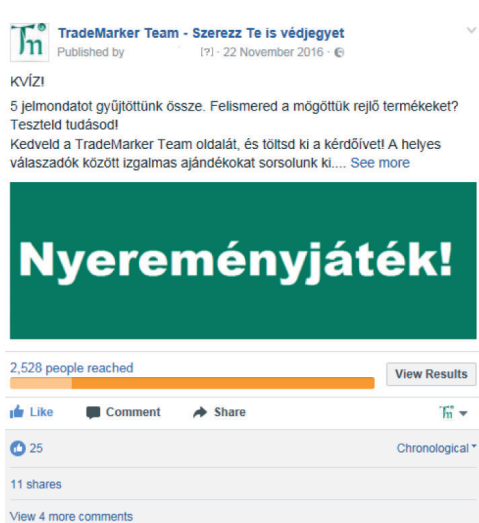 TradeMarker Team - Szerezz Te is védjegyet
Published by [?] · 22 November 2016 ·
KVÍZ!
5 jelmondatot gyűjtöttünk össze. Felismered a mögöttük rejlő termékeket?
Teszteld tudásod!
Kedveld a TradeMarker Team oldalát, és töltsd ki a kérdőívet! A helyes
válaszadók között izgalmas ajándékokat sorsolunk ki.... See more
Nyereményjáték!
2,528 people reached
View Results
Like Comment Share
25 Chronological
11 shares
View 4 more comments